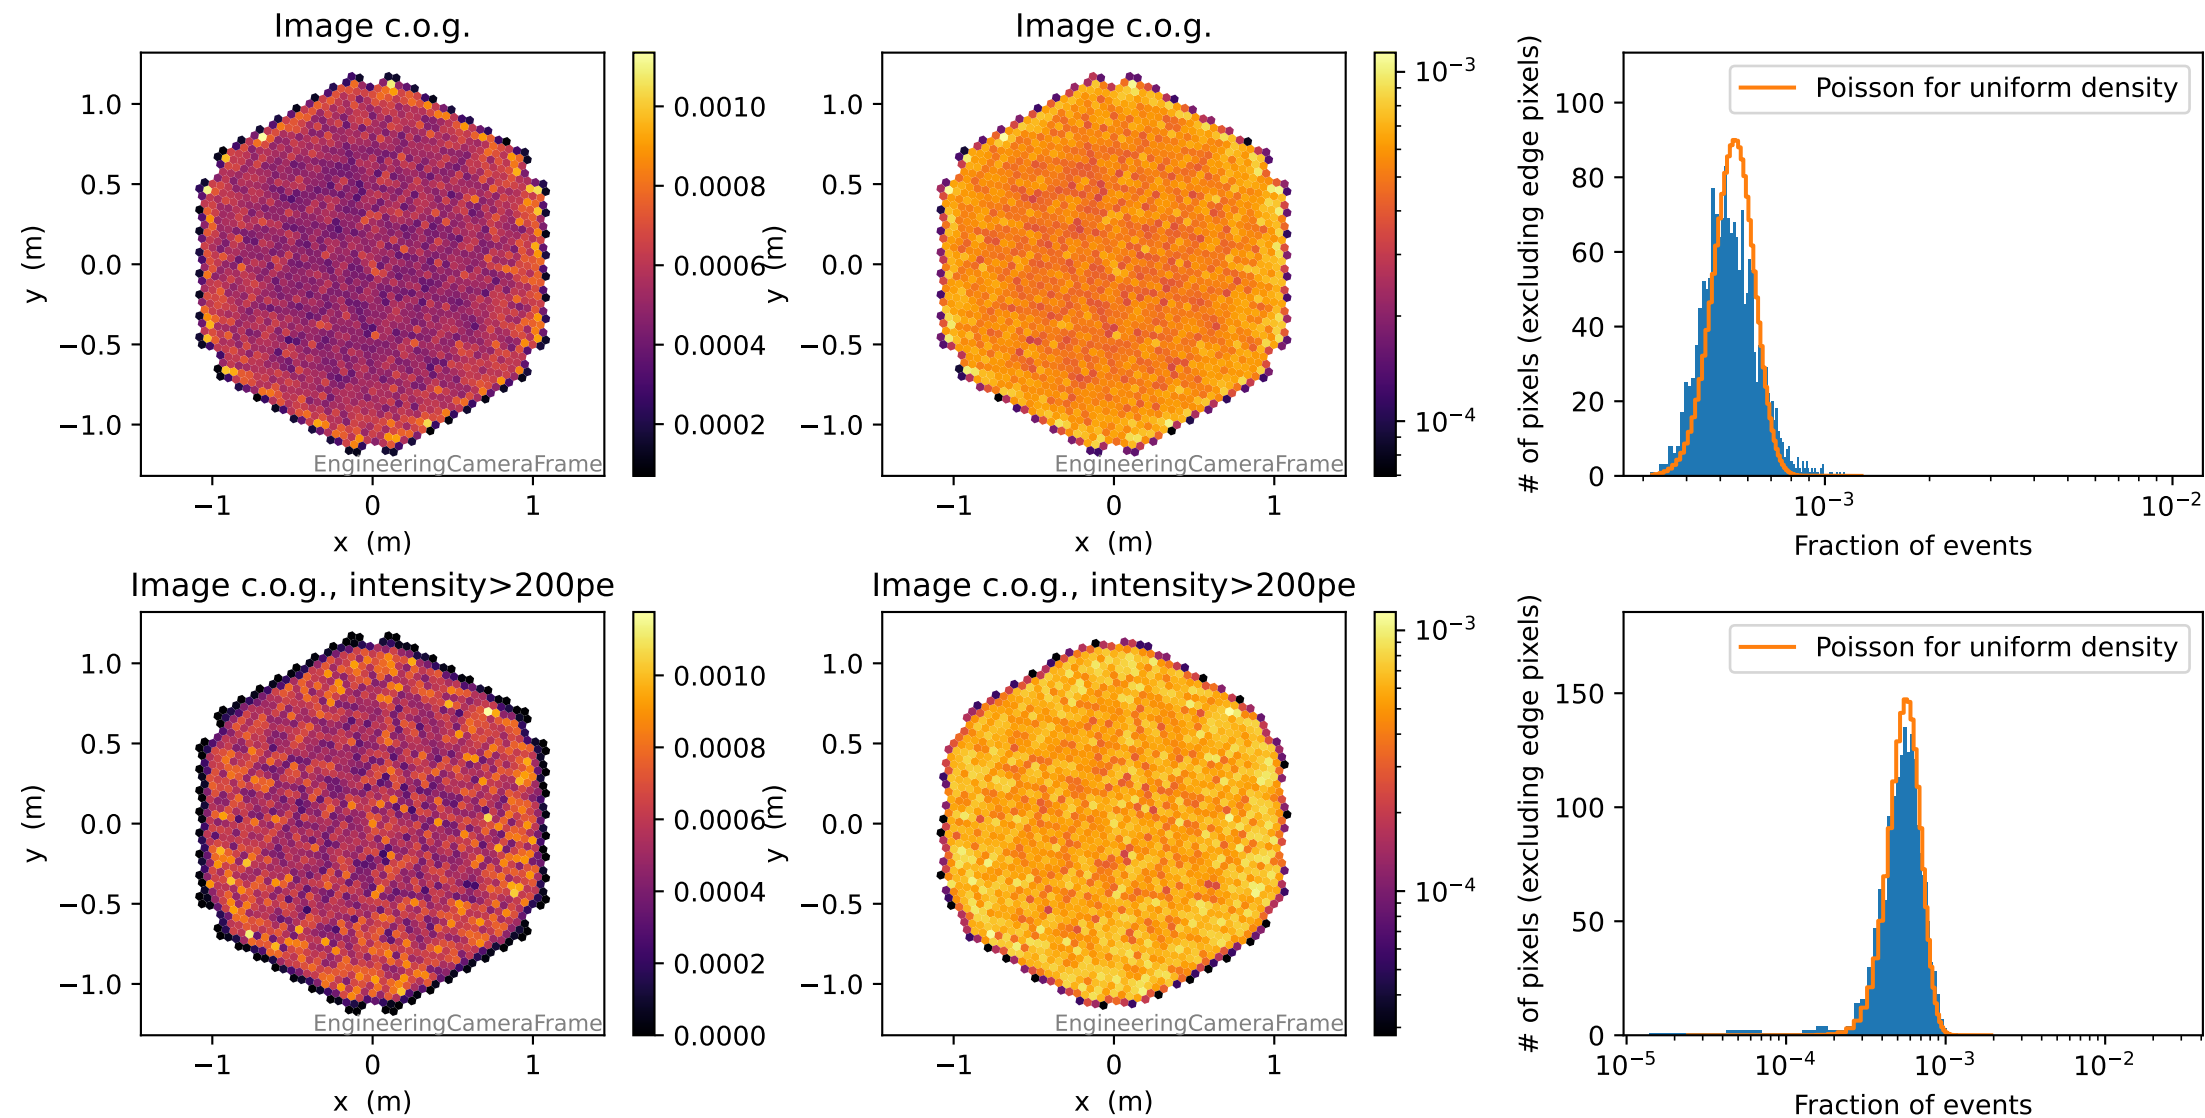 Image c.o.g.
1.0
0.5
0.0
−0.5
−1.0
y (m)
−1
0
1
x (m)
EngineeringCameraFrame
0.0010
0.0008
0.0006
0.0004
0.0002
Image c.o.g.
1.0
0.5
0.0
−0.5
−1.0
y (m)
−1
0
1
x (m)
EngineeringCameraFrame
10⁻³
10⁻⁴
Poisson for uniform density
# of pixels (excluding edge pixels)
100
80
60
40
20
0
10⁻³
10⁻²
Fraction of events
Image c.o.g., intensity>200pe
1.0
0.5
0.0
−0.5
−1.0
y (m)
−1
0
1
x (m)
EngineeringCameraFrame
0.0010
0.0008
0.0006
0.0004
0.0002
0.0000
Image c.o.g., intensity>200pe
1.0
0.5
0.0
−0.5
−1.0
y (m)
−1
0
1
x (m)
EngineeringCameraFrame
10⁻³
10⁻⁴
Poisson for uniform density
# of pixels (excluding edge pixels)
150
100
50
0
10⁻⁵
10⁻⁴
10⁻³
10⁻²
Fraction of events